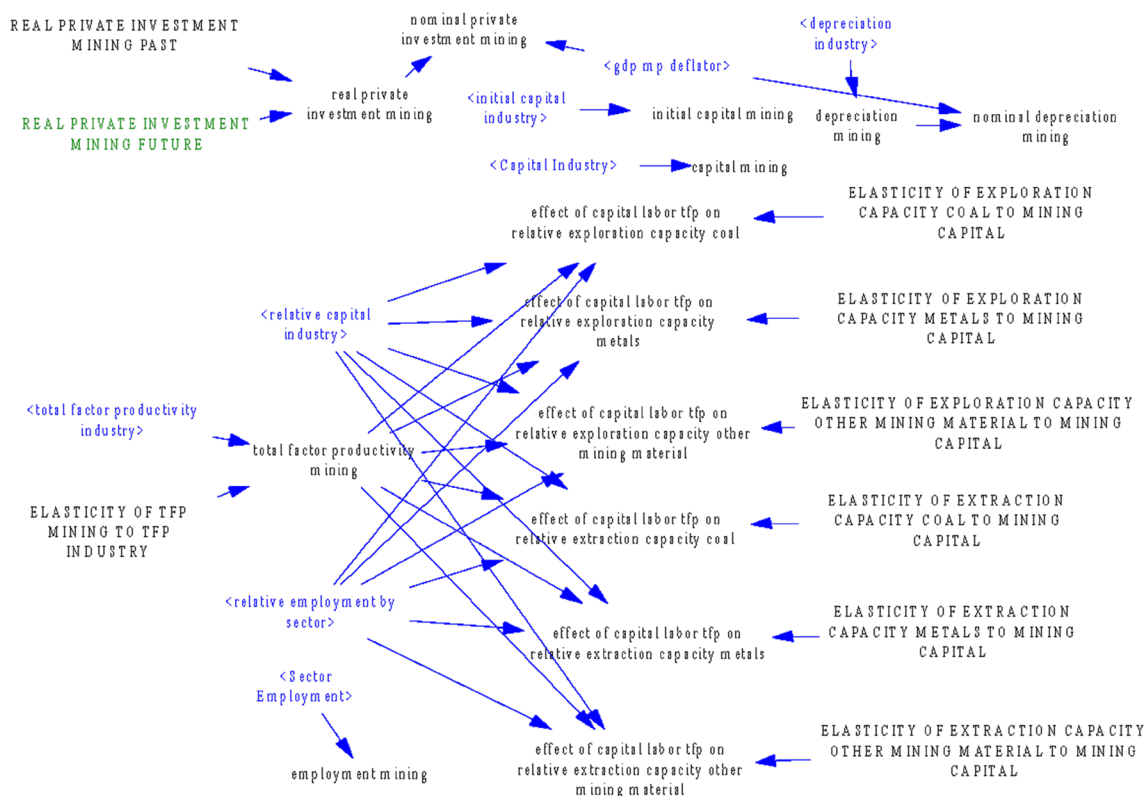 REAL PRIVATE INVESTMENT
MINING PAST
nominal private
investment mining
<depreciation
industry>
<gdp mp deflator>
REAL PRIVATE INVESTMENT
MINING FUTURE
real private
investment mining
<initial capital
industry>
initial capital mining
depreciation
mining
nominal depreciation
mining
<Capital Industry>
capital mining
effect of capital labor tfp on
relative exploration capacity coal
ELASTICITY OF EXPLORATION
CAPACITY COAL TO MINING
CAPITAL
<relative capital
industry>
effect of capital labor tfp on
relative exploration capacity
metals
ELASTICITY OF EXPLORATION
CAPACITY METALS TO MINING
CAPITAL
<total factor productivity
industry>
total factor productivity
mining
effect of capital labor tfp on
relative exploration capacity other
mining material
ELASTICITY OF EXPLORATION CAPACITY
OTHER MINING MATERIAL TO MINING
CAPITAL
ELASTICITY OF TFP
MINING TO TFP
INDUSTRY
effect of capital labor tfp on
relative extraction capacity coal
ELASTICITY OF EXTRACTION
CAPACITY COAL TO MINING
CAPITAL
<relative employment by
sector>
effect of capital labor tfp on
relative extraction capacity metals
ELASTICITY OF EXTRACTION
CAPACITY METALS TO MINING
CAPITAL
<Sector
Employment>
employment mining
effect of capital labor tfp on
relative extraction capacity other
mining material
ELASTICITY OF EXTRACTION CAPACITY
OTHER MINING MATERIAL TO MINING
CAPITAL